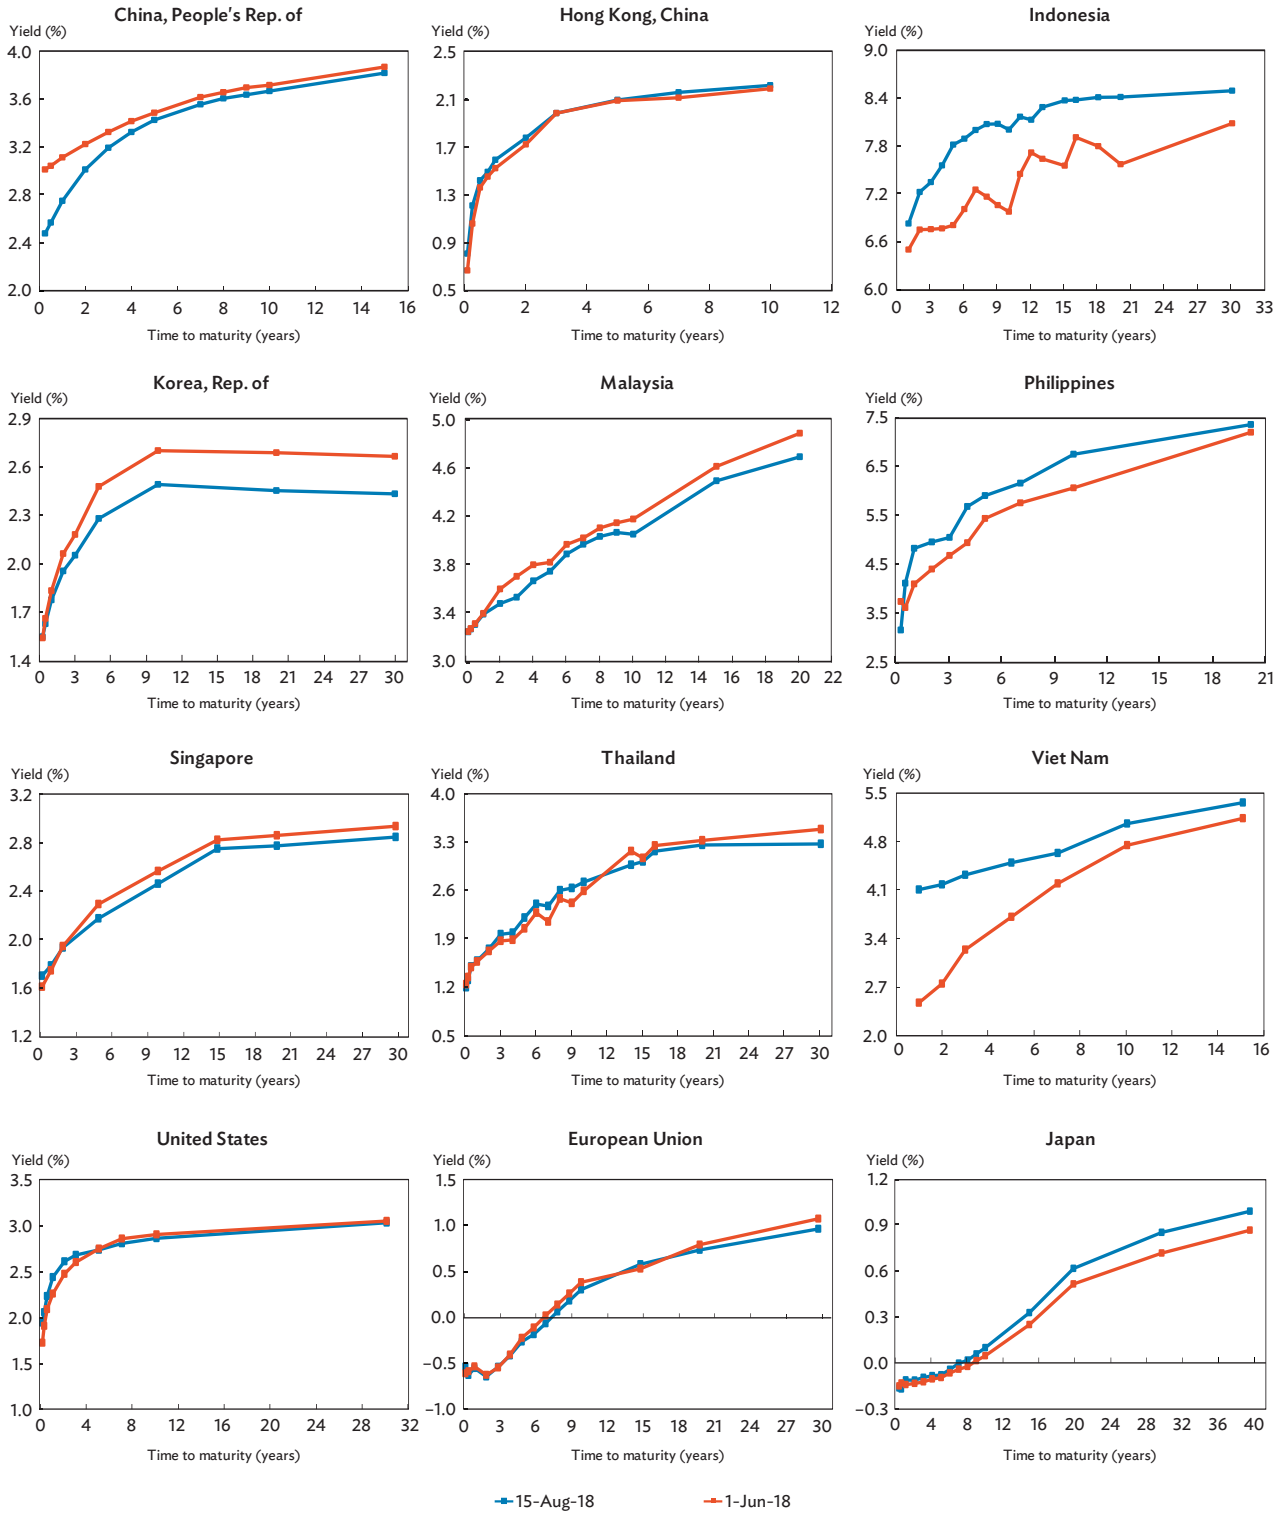 China, People's Rep. of
Yield (%)
4.0
3.6
3.2
2.8
2.4
2.0
0 2 4 6 8 10 12 14 16
Time to maturity (years)
Hong Kong, China
Yield (%)
2.5
2.1
1.7
1.3
0.9
0.5
0 2 4 6 8 10 12
Time to maturity (years)
Indonesia
Yield (%)
9.0
8.4
7.8
7.2
6.6
6.0
0 3 6 9 12 15 18 21 24 27 30 33
Time to maturity (years)
Korea, Rep. of
Yield (%)
2.9
2.6
2.3
2.0
1.7
1.4
0 3 6 9 12 15 18 21 24 27 30
Time to maturity (years)
Malaysia
Yield (%)
5.0
4.6
4.2
3.8
3.4
3.0
0 2 4 6 8 10 12 14 16 18 20 22
Time to maturity (years)
Philippines
Yield (%)
7.5
6.5
5.5
4.5
3.5
2.5
0 3 6 9 12 15 18 21
Time to maturity (years)
Singapore
Yield (%)
3.2
2.8
2.4
2.0
1.6
1.2
0 3 6 9 12 15 18 21 24 27 30
Time to maturity (years)
Thailand
Yield (%)
4.0
3.3
2.6
1.9
1.2
0.5
0 3 6 9 12 15 18 21 24 27 30
Time to maturity (years)
Viet Nam
Yield (%)
5.5
4.8
4.1
3.4
2.7
2.0
0 2 4 6 8 10 12 14 16
Time to maturity (years)
United States
Yield (%)
3.5
3.0
2.5
2.0
1.5
1.0
0 4 8 12 16 20 24 28 32
Time to maturity (years)
European Union
Yield (%)
1.5
1.0
0.5
0.0
–0.5
–1.0
0 3 6 9 12 15 18 21 24 27 30
Time to maturity (years)
Japan
Yield (%)
1.2
0.9
0.6
0.3
0.0
–0.3
0 4 8 12 16 20 24 28 32 36 40
Time to maturity (years)
15-Aug-18 1-Jun-18